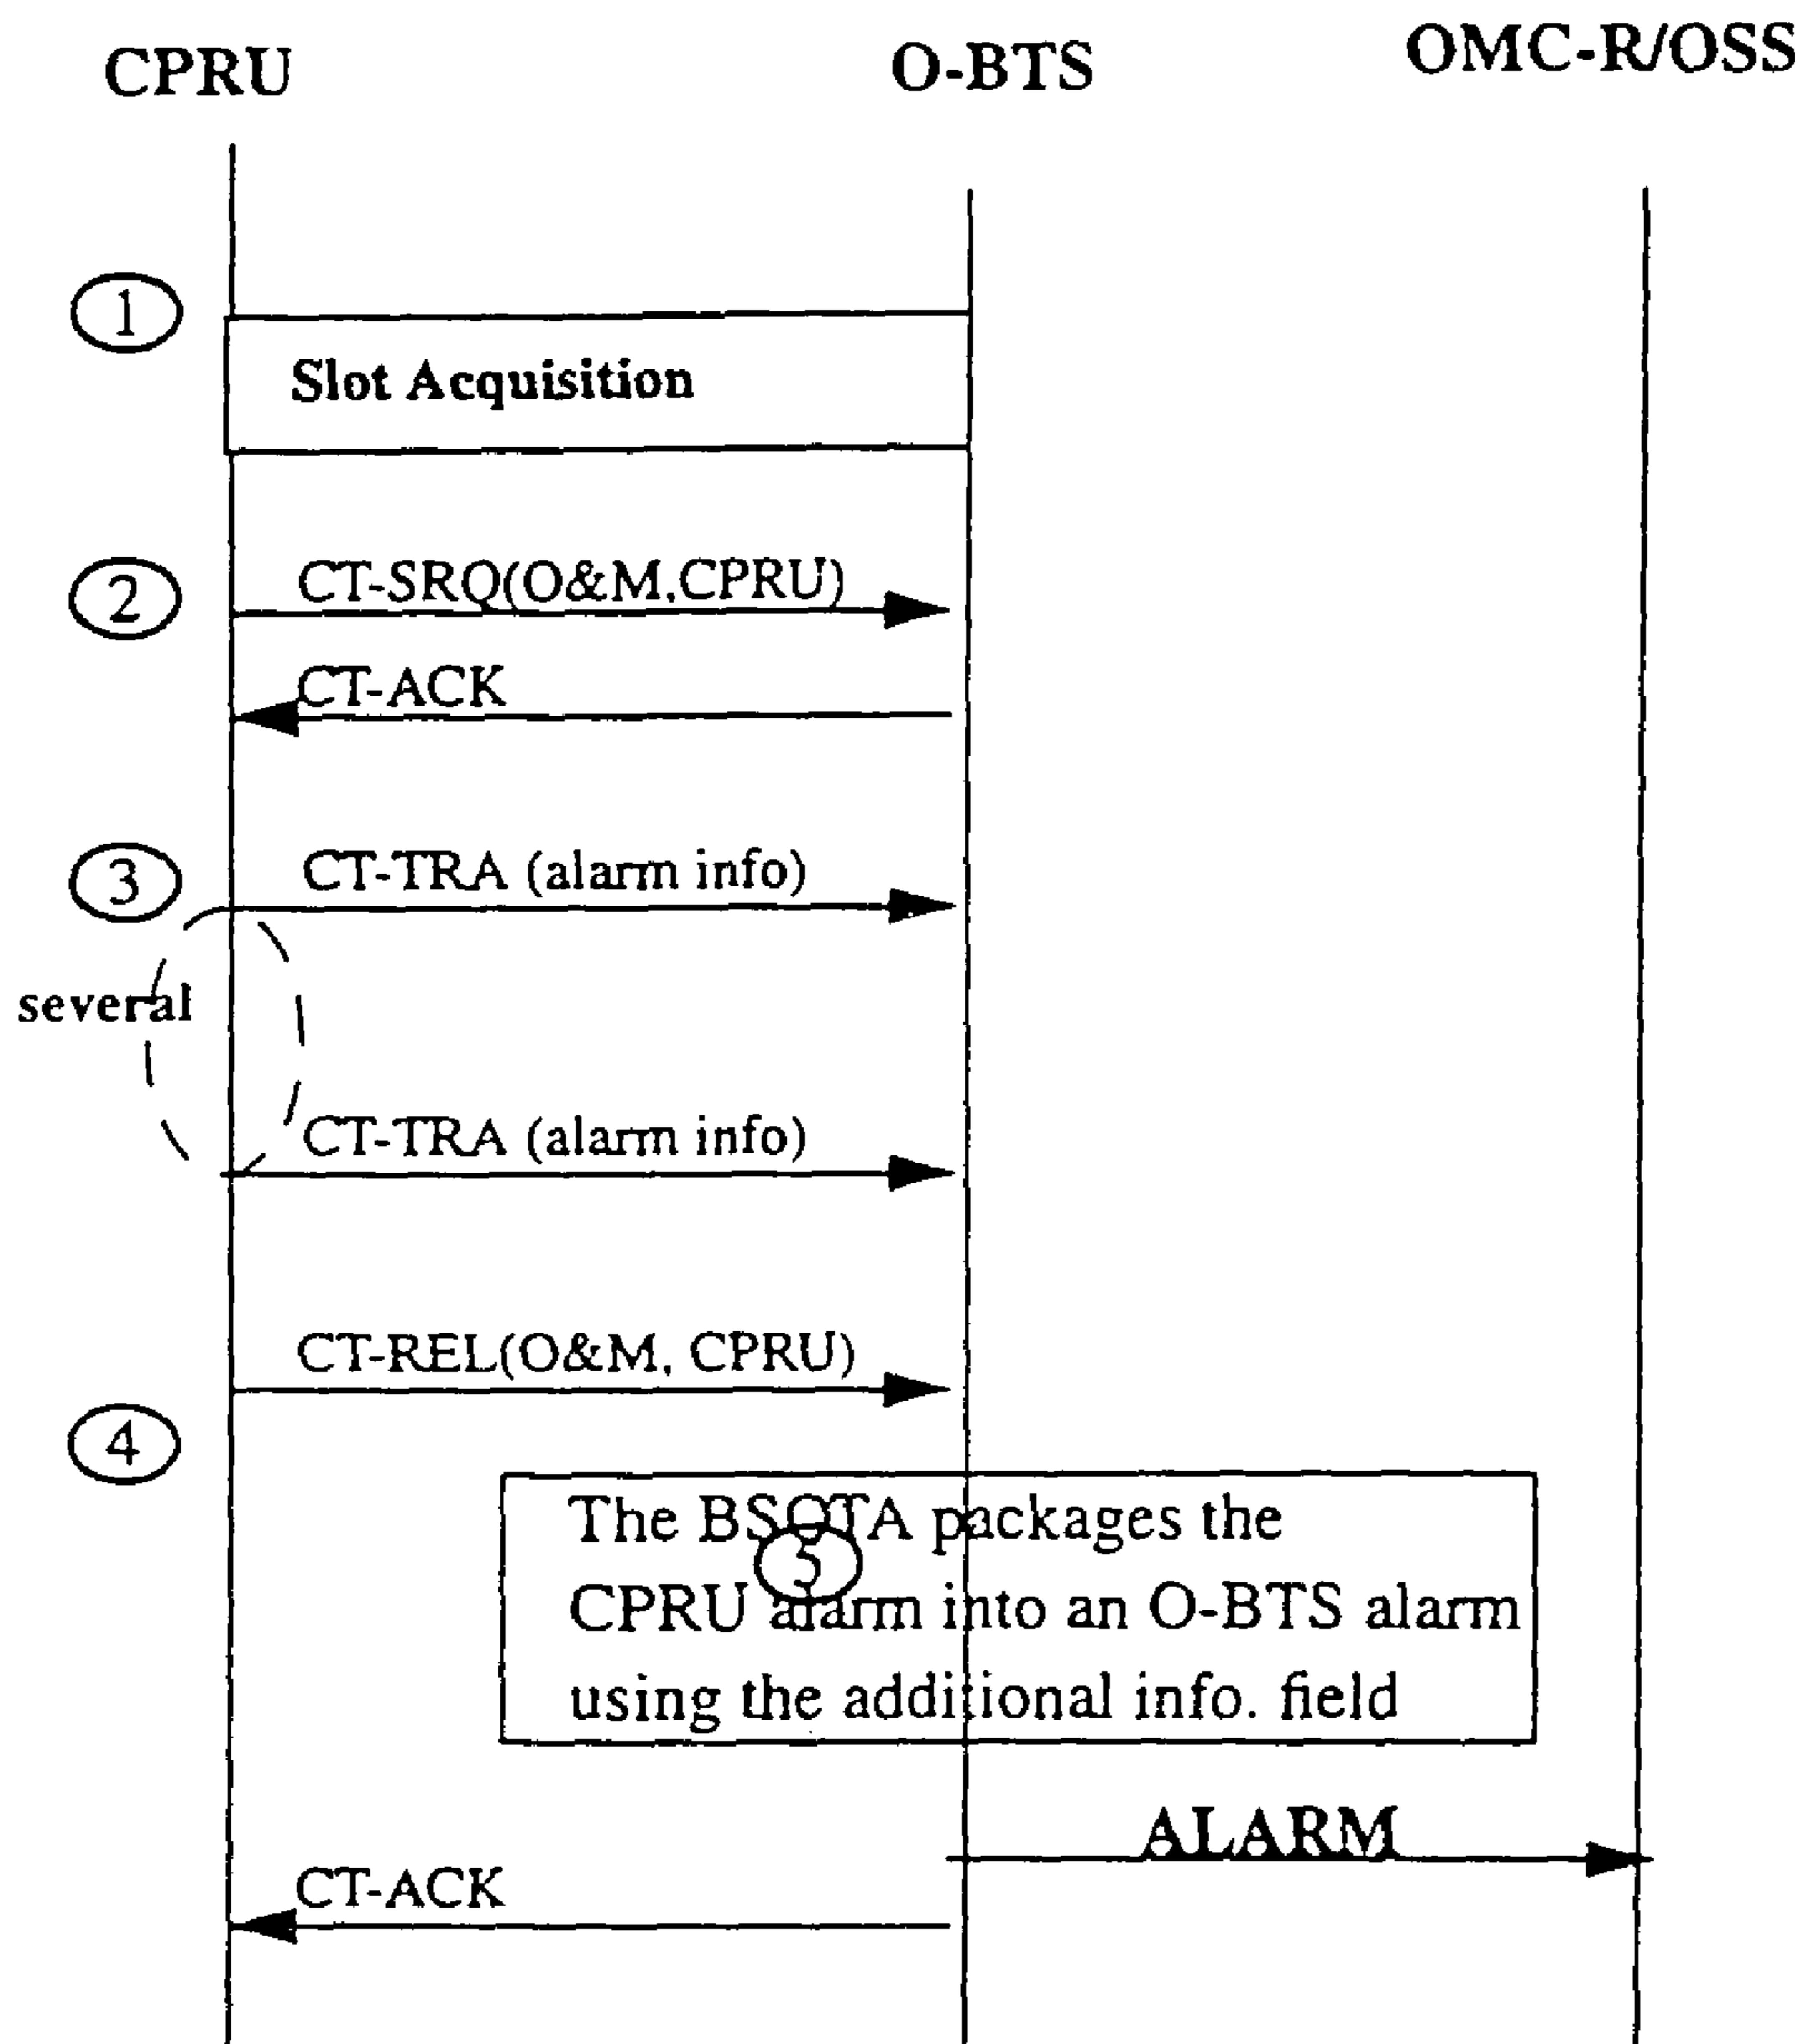 CPRU O-BTS OMC-R/OSS
1
Slot Acquisition
2
CT-SRQ(O&M,CPRU)
CT-ACK
3
CT-TRA (alarm info)
several
CT-TRA (alarm info)
CT-REL(O&M, CPRU)
4
The BSOTA packages the
5
CPRU alarm into an O-BTS alarm
using the additional info. field
ALARM
CT-ACK